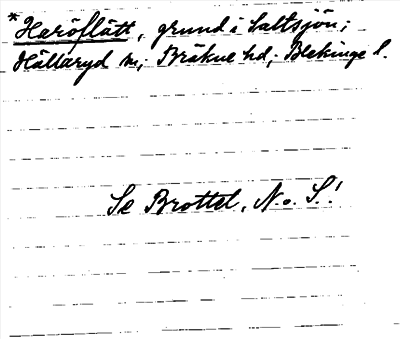 *Haröflätt, grund i Saltsjön;
Hällaryd sn; Bräkne hd; Blekinge l.
Se Brottet, N. o. S.!